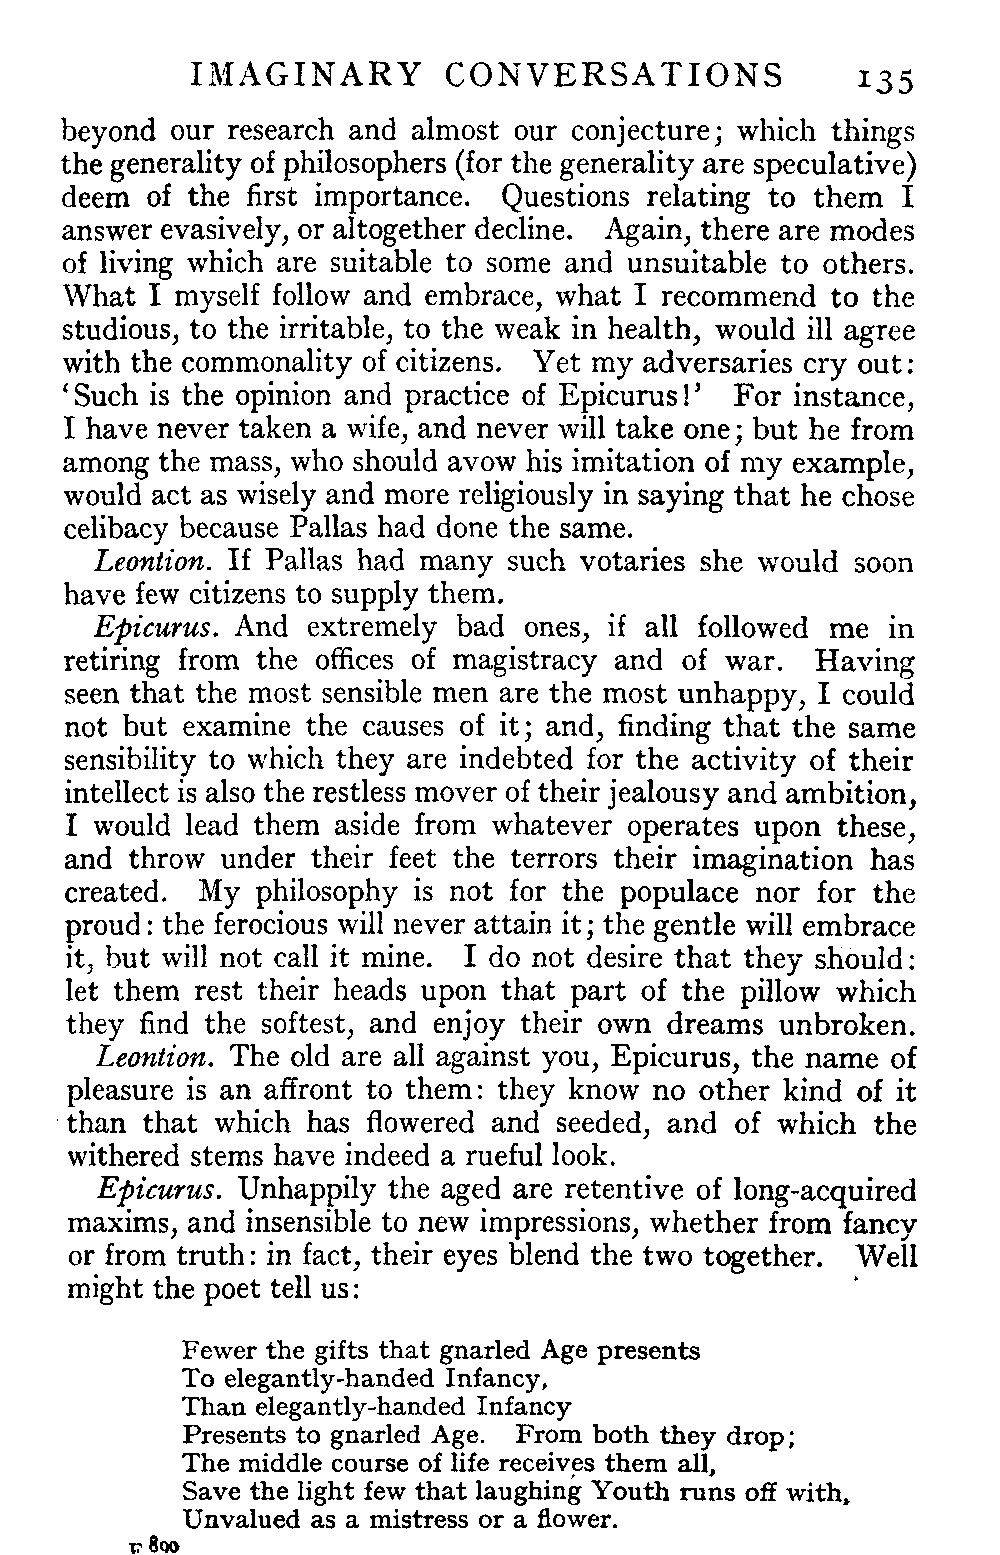 IMAGINARY CONVERSATIONS 135
beyond our research and almost our conjecture; which things
the generality of philosophers (for the generality are speculative)
deem of the first importance. Questions relating to them I
answer evasively, or altogether decline. Again, there are modes
of living which are suitable to some and unsuitable to others.
What I myself follow and embrace, what I recommend to the
studious, to the irritable, to the weak in health, would ill agree
with the commonality of citizens. Yet my adversaries cry out:
‘Such is the opinion and practice of Epicurus!’ For instance,
I have never taken a wife, and never will take one; but he from
among the mass, who should avow his imitation of my example,
would act as wisely and more religiously in saying that he chose
celibacy because Pallas had done the same.
Leontion. If Pallas had many such votaries she would soon
have few citizens to supply them.
Epicurus. And extremely bad ones, if all followed me in
retiring from the offices of magistracy and of war. Having
seen that the most sensible men are the most unhappy, I could
not but examine the causes of it; and, finding that the same
sensibility to which they are indebted for the activity of their
intellect is also the restless mover of their jealousy and ambition,
I would lead them aside from whatever operates upon these,
and throw under their feet the terrors their imagination has
created. My philosophy is not for the populace nor for the
proud: the ferocious will never attain it; the gentle will embrace
it, but will not call it mine. I do not desire that they should:
let them rest their heads upon that part of the pillow which
they find the softest, and enjoy their own dreams unbroken.
Leontion. The old are all against you, Epicurus, the name of
pleasure is an affront to them: they know no other kind of it
than that which has flowered and seeded, and of which the
withered stems have indeed a rueful look.
Epicurus. Unhappily the aged are retentive of long-acquired
maxims, and insensible to new impressions, whether from fancy
or from truth: in fact, their eyes blend the two together. Well
might the poet tell us:
Fewer the gifts that gnarled Age presents
To elegantly-handed Infancy,
Than elegantly-handed Infancy
Presents to gnarled Age. From both they drop;
The middle course of life receives them all,
Save the light few that laughing Youth runs off with,
Unvalued as a mistress or a flower.
800